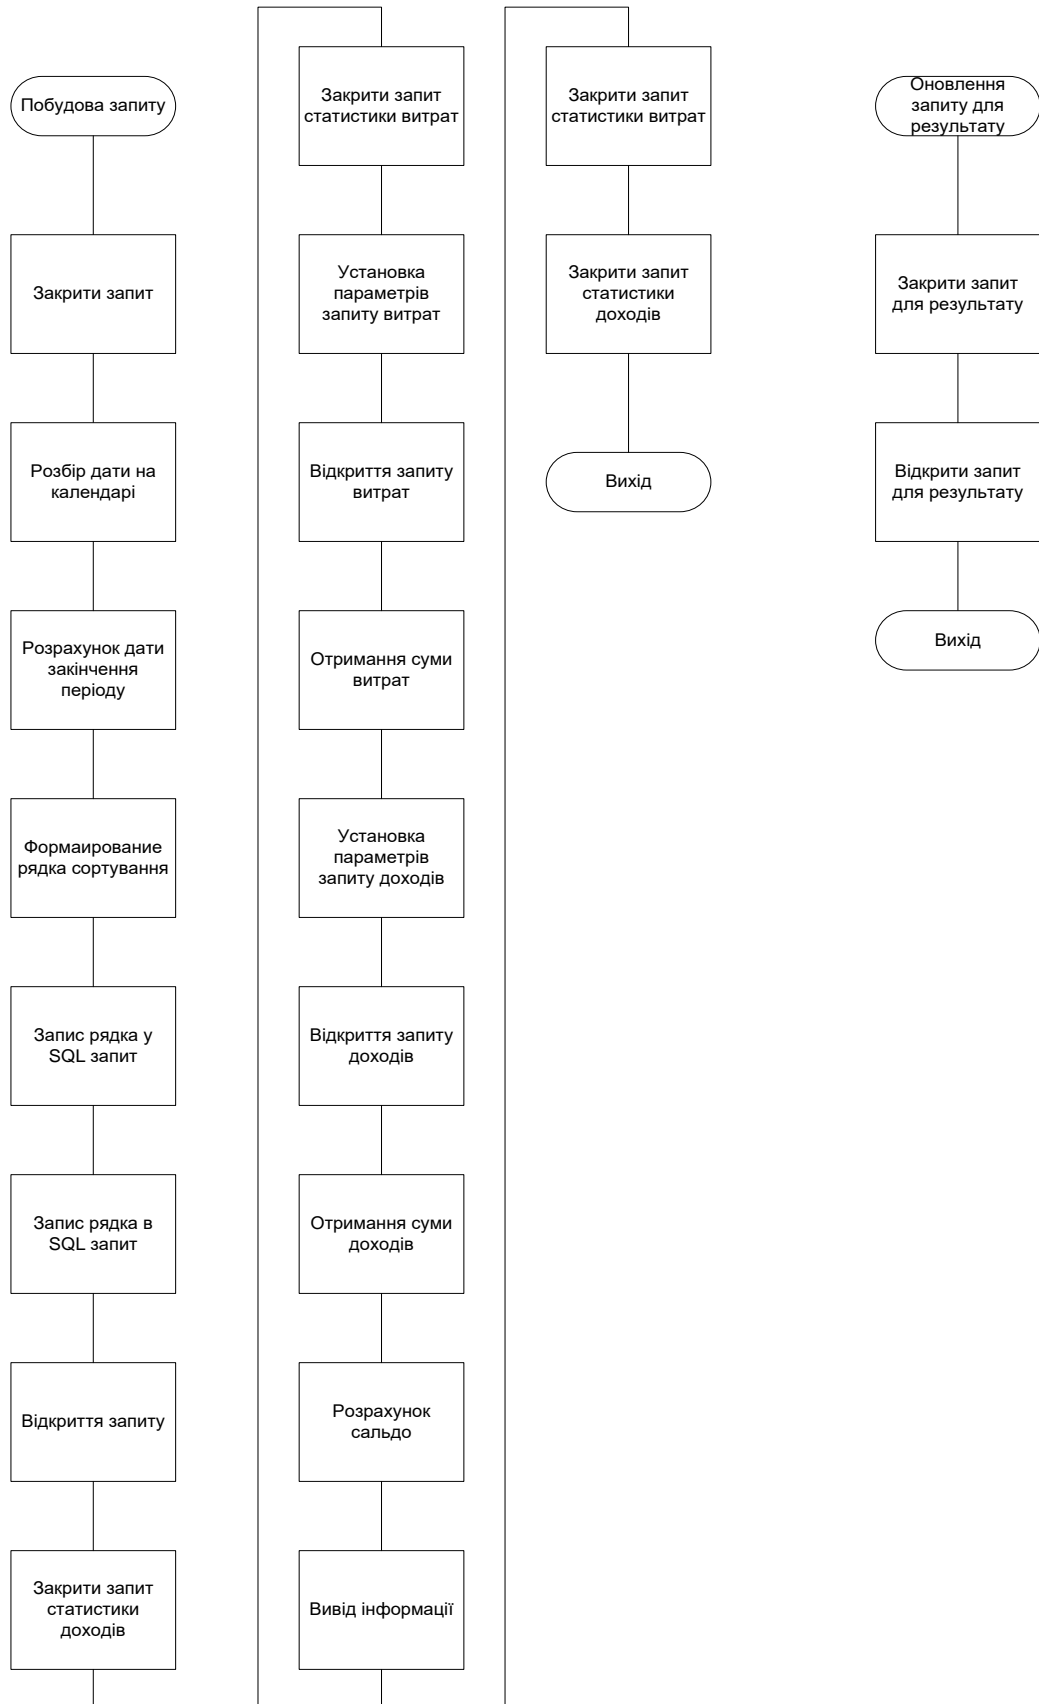 Побудова запиту
Закрити запит
Розбір дати на
календарі
Розрахунок дати
закінчення
періоду
Формаирование
рядка сортування
Запис рядка у
SQL запит
Запис рядка в
SQL запит
Відкриття запиту
Закрити запит
статистики
доходів
Закрити запит
статистики витрат
Установка
параметрів
запиту витрат
Відкриття запиту
витрат
Отримання суми
витрат
Установка
параметрів
запиту доходів
Відкриття запиту
доходів
Отримання суми
доходів
Розрахунок
сальдо
Вивід інформації
Закрити запит
статистики витрат
Закрити запит
статистики
доходів
Вихід
Оновлення
запиту для
результату
Закрити запит
для результату
Відкрити запит
для результату
Вихід